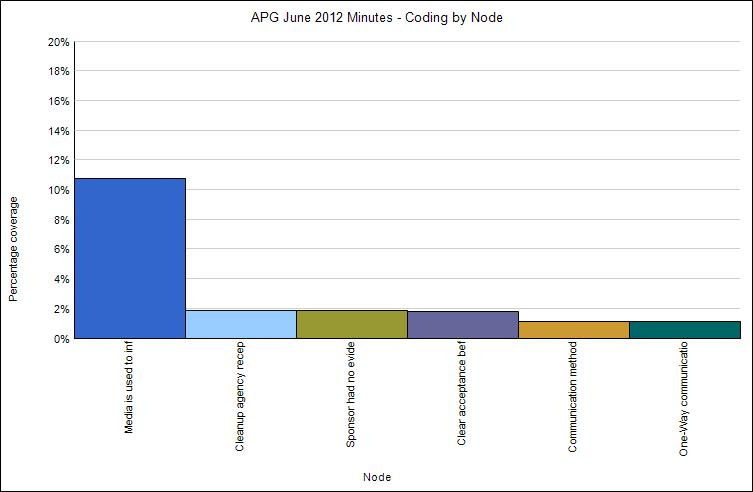 APG June 2012 Minutes - Coding by Node
20%
18%
16%
14%
12%
10%
8%
6%
4%
2%
0%
Percentage coverage
Media is used to inf
Cleanup agency recep
Sponsor had no evide
Clear acceptance bef
Communication method
One-Way communicatio
Node